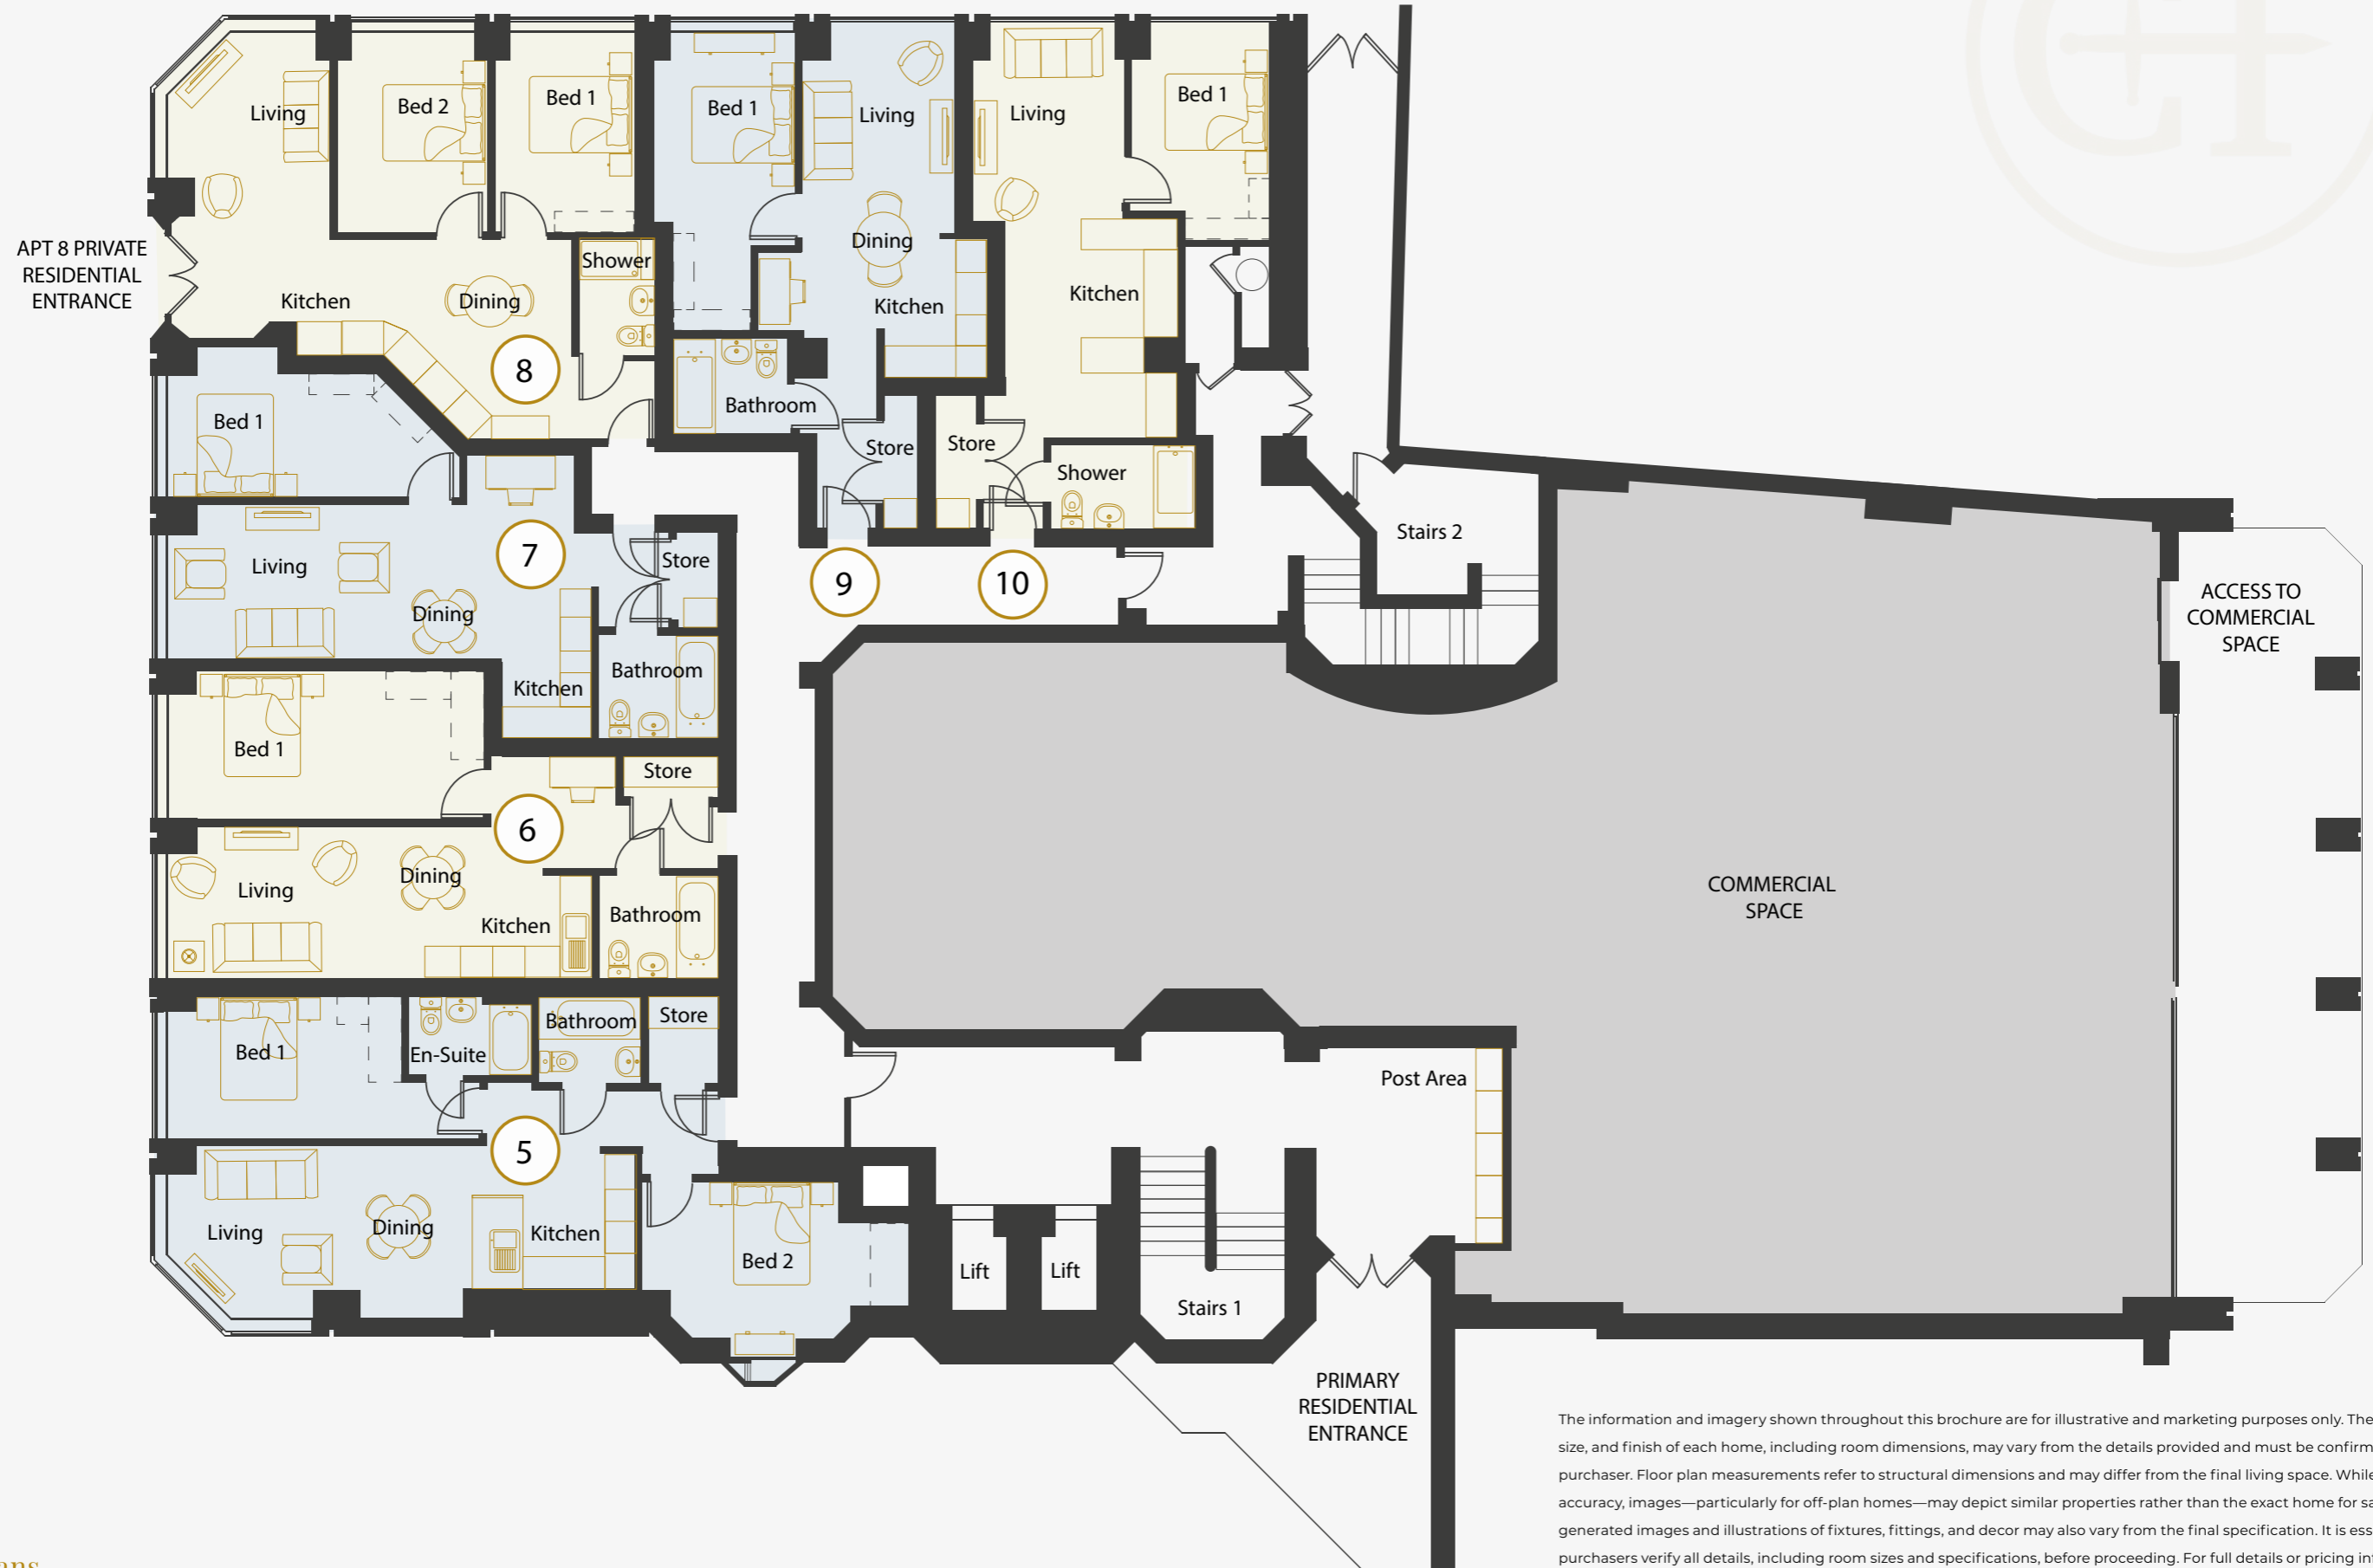 Living
Bed 2
Bed 1
Bed 1
Living
Living
Bed 1
APT 8 PRIVATE
RESIDENTIAL
ENTRANCE
Kitchen
Dining
Shower
8
Dining
Kitchen
Kitchen
Bathroom
Store
Store
Shower
Bed 1
Living
7
Store
Dining
Kitchen
Bathroom
9
10
Stairs 2
ACCESS TO
COMMERCIAL
SPACE
Bed 1
Store
6
Living
Dining
Kitchen
Bathroom
COMMERCIAL
SPACE
Bed 1
En-Suite
Bathroom
Store
5
Living
Dining
Kitchen
Bed 2
Lift
Lift
Stairs 1
Post Area
PRIMARY
RESIDENTIAL
ENTRANCE
The information and imagery shown throughout this brochure are for illustrative and marketing purposes only. The
size, and finish of each home, including room dimensions, may vary from the details provided and must be confirm
purchaser. Floor plan measurements refer to structural dimensions and may differ from the final living space. While
accuracy, images—particularly for off-plan homes—may depict similar properties rather than the exact home for sa
generated images and illustrations of fixtures, fittings, and decor may also vary from the final specification. It is ess
purchasers verify all details, including room sizes and specifications, before proceeding. For full details or pricing in